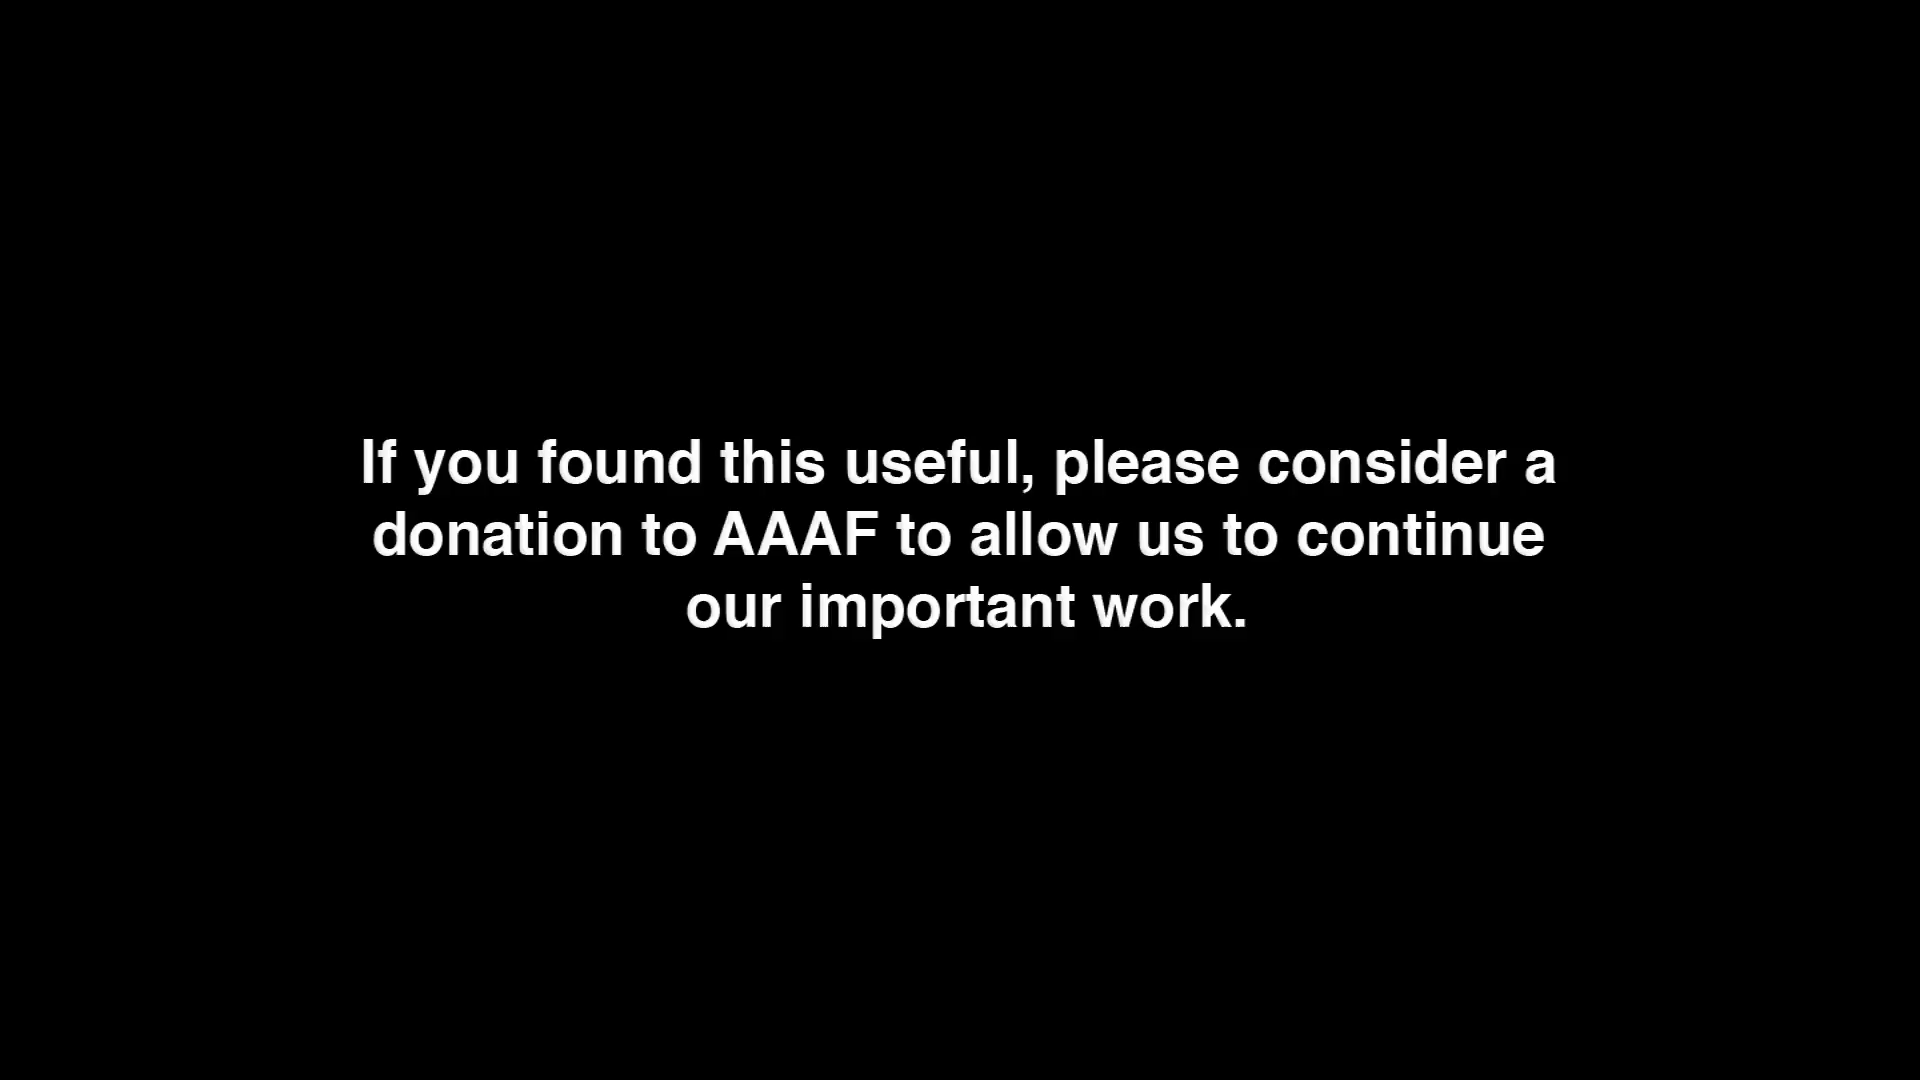 If you found this useful, please consider a
donation to AAAF to allow us to continue
our important work.